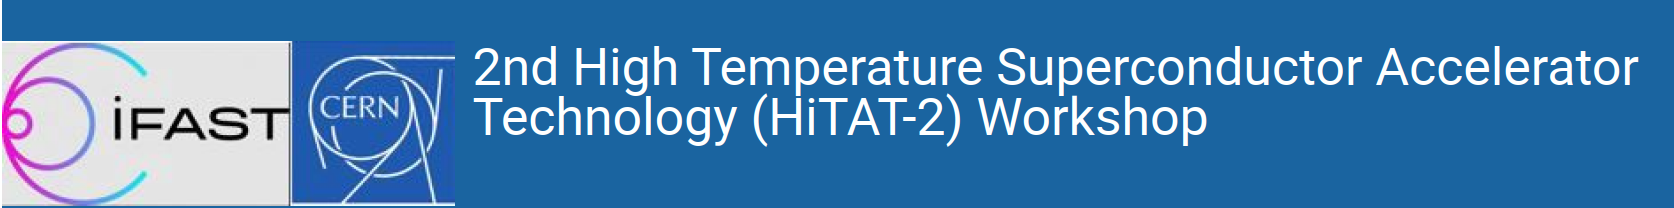 iFAST
CERN
2nd High Temperature Superconductor Accelerator
Technology (HiTAT-2) Workshop